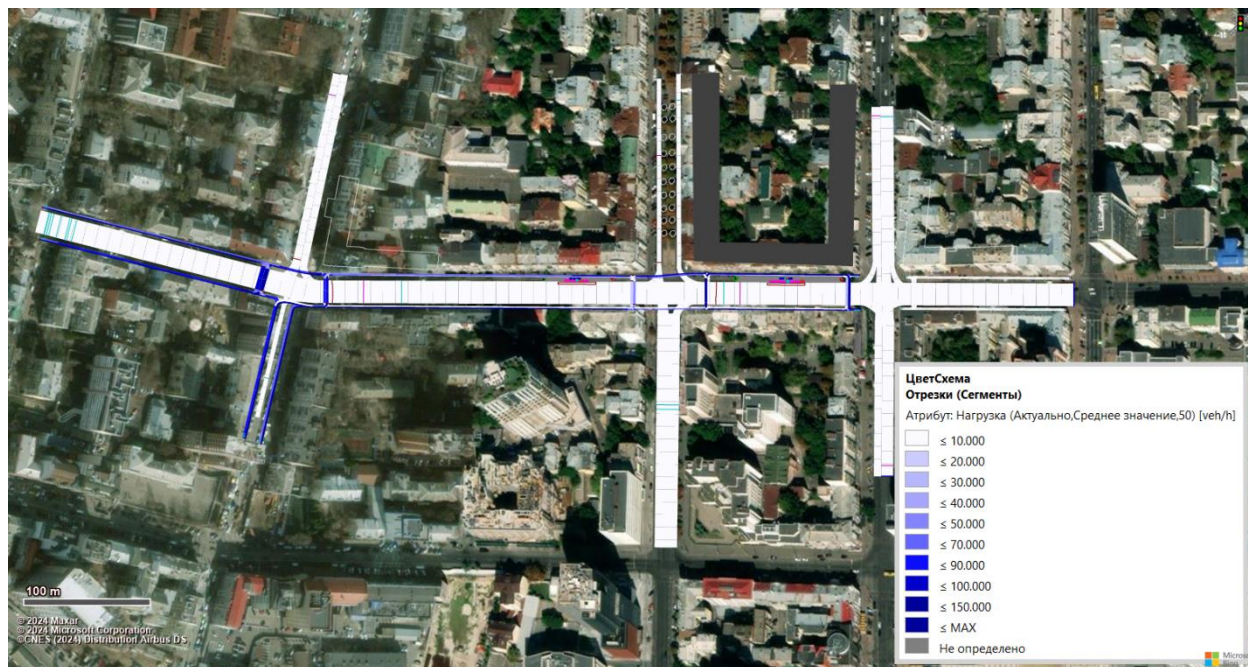 ЦветСхема
Отрезки (Сегменты)
Атрибут: Нагрузка (Актуально,Среднее значение,50) [veh/h]
≤ 10.000
≤ 20.000
≤ 30.000
≤ 40.000
≤ 50.000
≤ 70.000
≤ 90.000
≤ 100.000
≤ 150.000
≤ MAX
Не определено
100 m
© 2024 Maxar
© 2024 Microsoft Corporation
©CNES (2024) Distribution Airbus DS